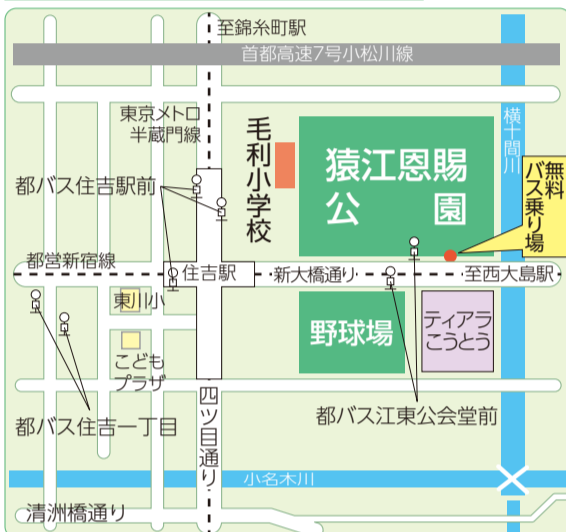 至錦糸町駅
首都高速7号小松川線
東京メトロ
半蔵門線
毛利小学校
猿江恩賜
公園
横十間川
無料
バス乗り場
都バス住吉駅前
都営新宿線
住吉駅
新大橋通り
至西大島駅
東川小
野球場
ティアラ
こうとう
こども
プラザ
四ツ目通り
都バス江東公会堂前
都バス住吉一丁目
小名木川
清洲橋通り